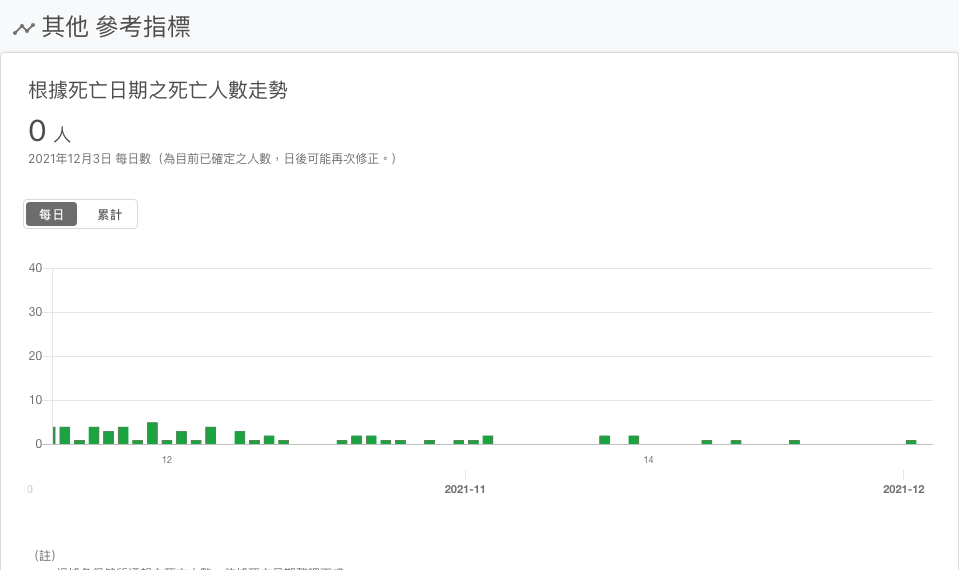 其他 參考指標
根據死亡日期之死亡人數走勢
0 人
2021年12月3日 每日數（為目前已確定之人數，日後可能再次修正。）
每日 累計
40
30
20
10
0
12 14
0 2021-11 2021-12
（註）